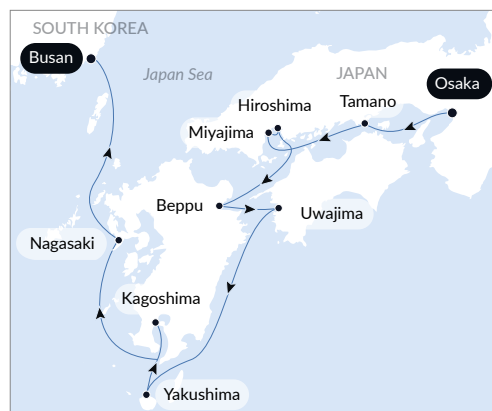 SOUTH KOREA
Busan
Japan Sea
JAPAN
Osaka
Hiroshima
Tamano
Miyajima
Beppu
Uwajima
Nagasaki
Kagoshima
Yakushima